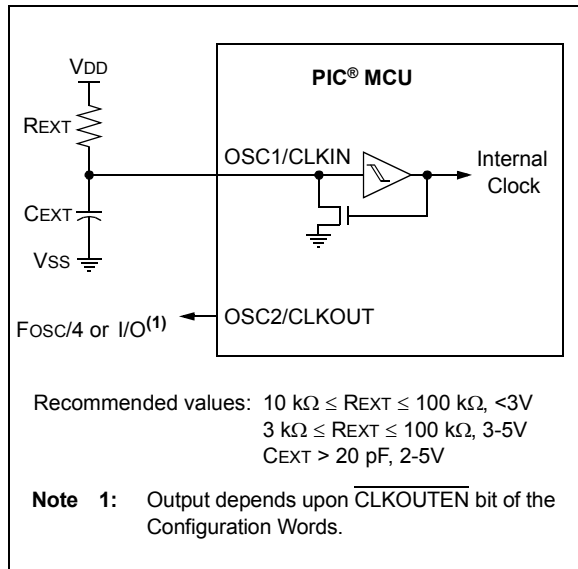 VDD
PIC® MCU
REXT
OSC1/CLKIN
Internal
Clock
CEXT
VSS
OSC2/CLKOUT
FOSC/4 or I/O(1)
Recommended values: 10 kΩ ≤ REXT ≤ 100 kΩ, <3V
3 kΩ ≤ REXT ≤ 100 kΩ, 3-5V
CEXT > 20 pF, 2-5V
Note 1: Output depends upon CLKOUTEN bit of the
Configuration Words.